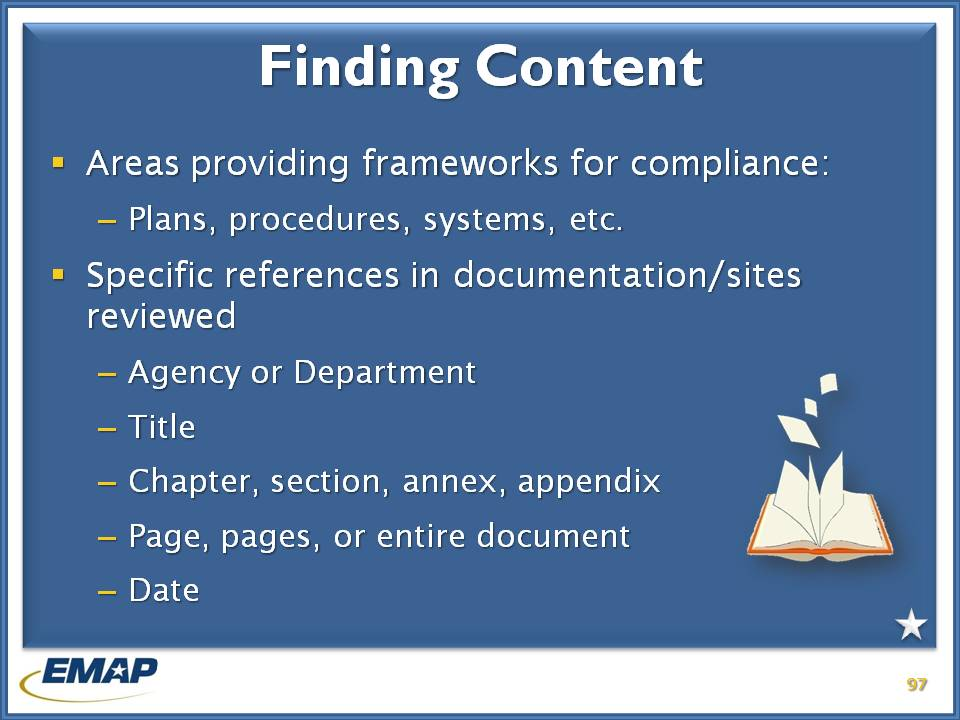 Finding Content
▪ Areas providing frameworks for compliance:
– Plans, procedures, systems, etc.
▪ Specific references in documentation/sites
reviewed
– Agency or Department
– Title
– Chapter, section, annex, appendix
– Page, pages, or entire document
– Date
EMAP
97